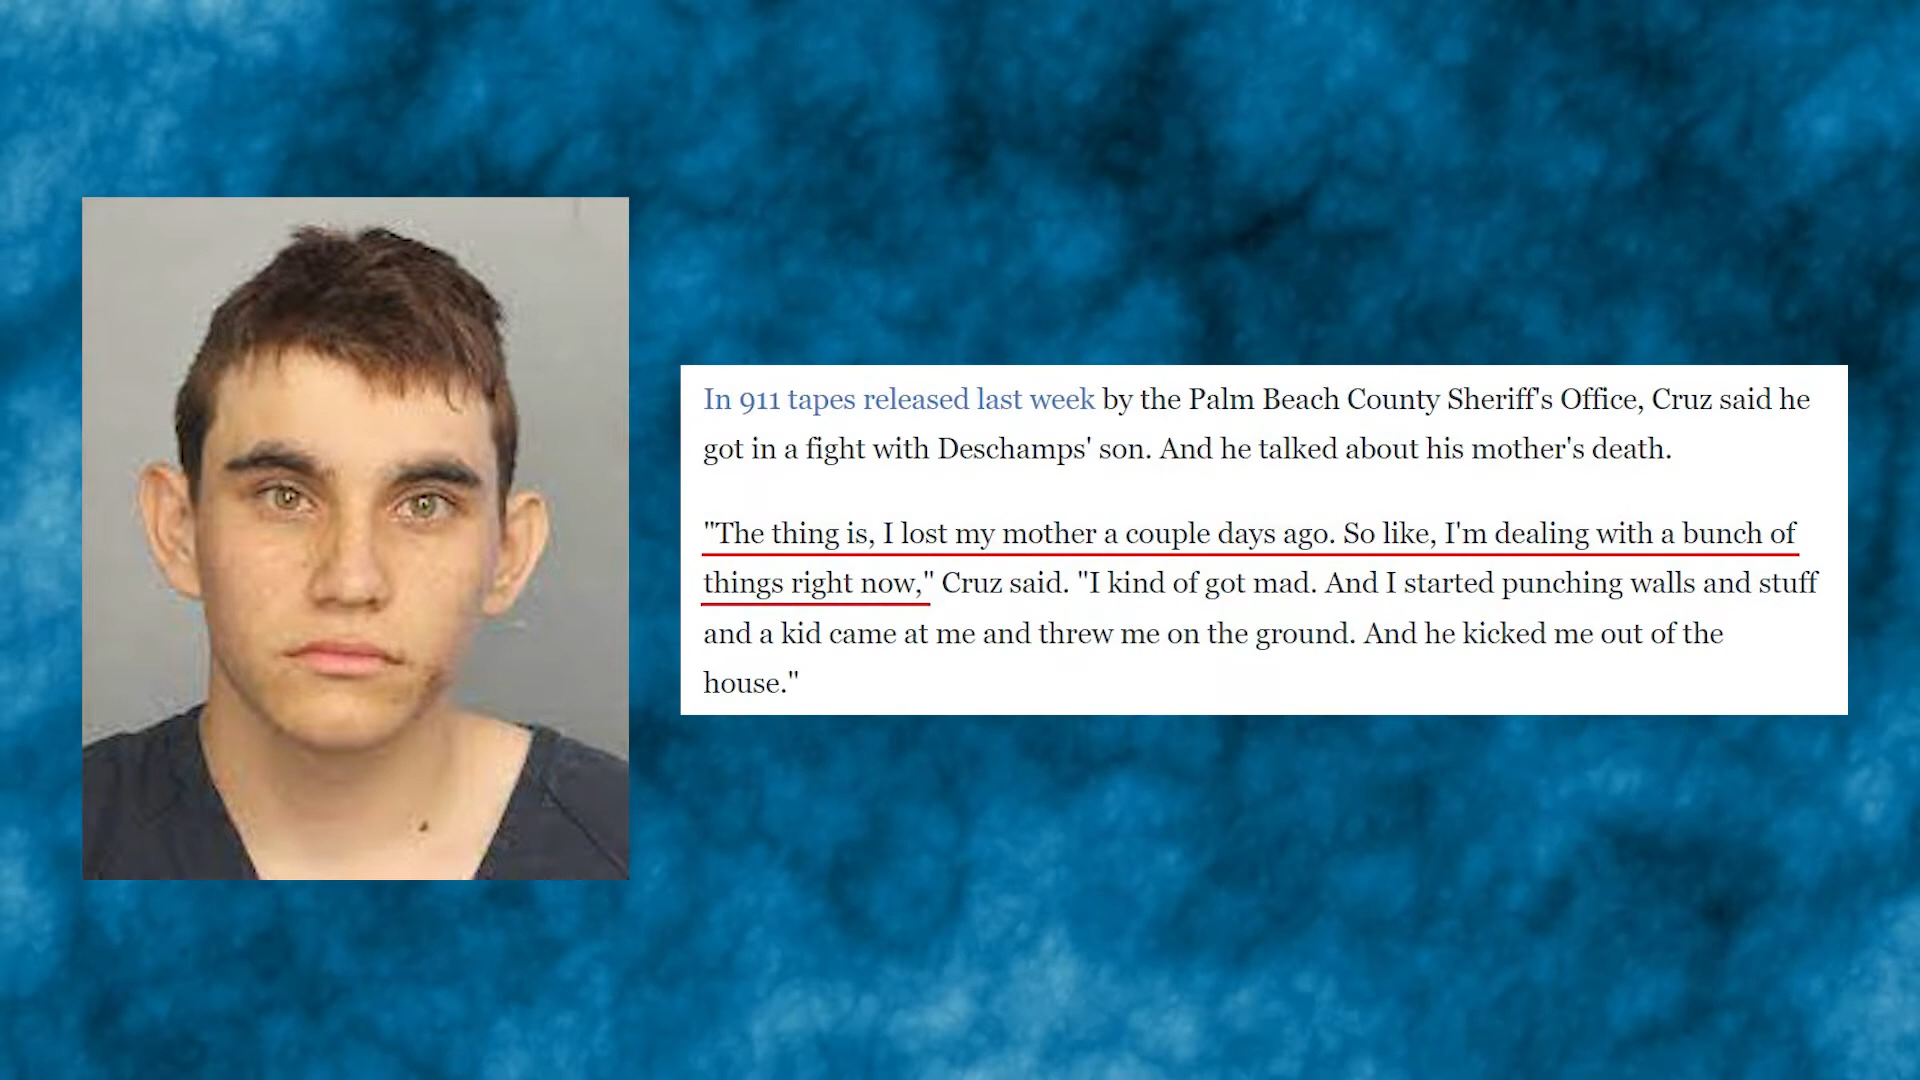 In 911 tapes released last week by the Palm Beach County Sheriff's Office, Cruz said he
got in a fight with Deschamps' son. And he talked about his mother's death.
"The thing is, I lost my mother a couple days ago. So like, I'm dealing with a bunch of
things right now," Cruz said. "I kind of got mad. And I started punching walls and stuff
and a kid came at me and threw me on the ground. And he kicked me out of the
house."